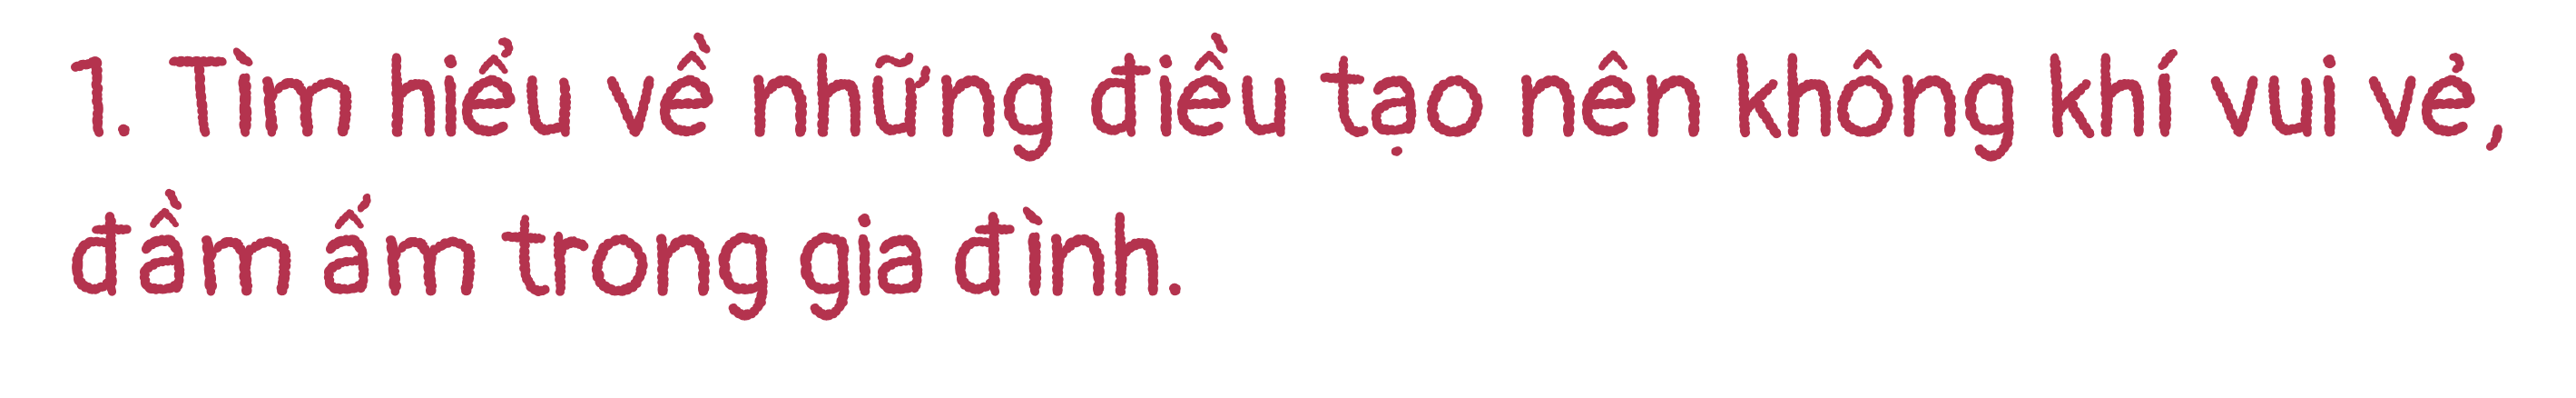 1. Tìm hiểu về những điều tạo nên không khí vui vẻ,
đầm ấm trong gia đình.